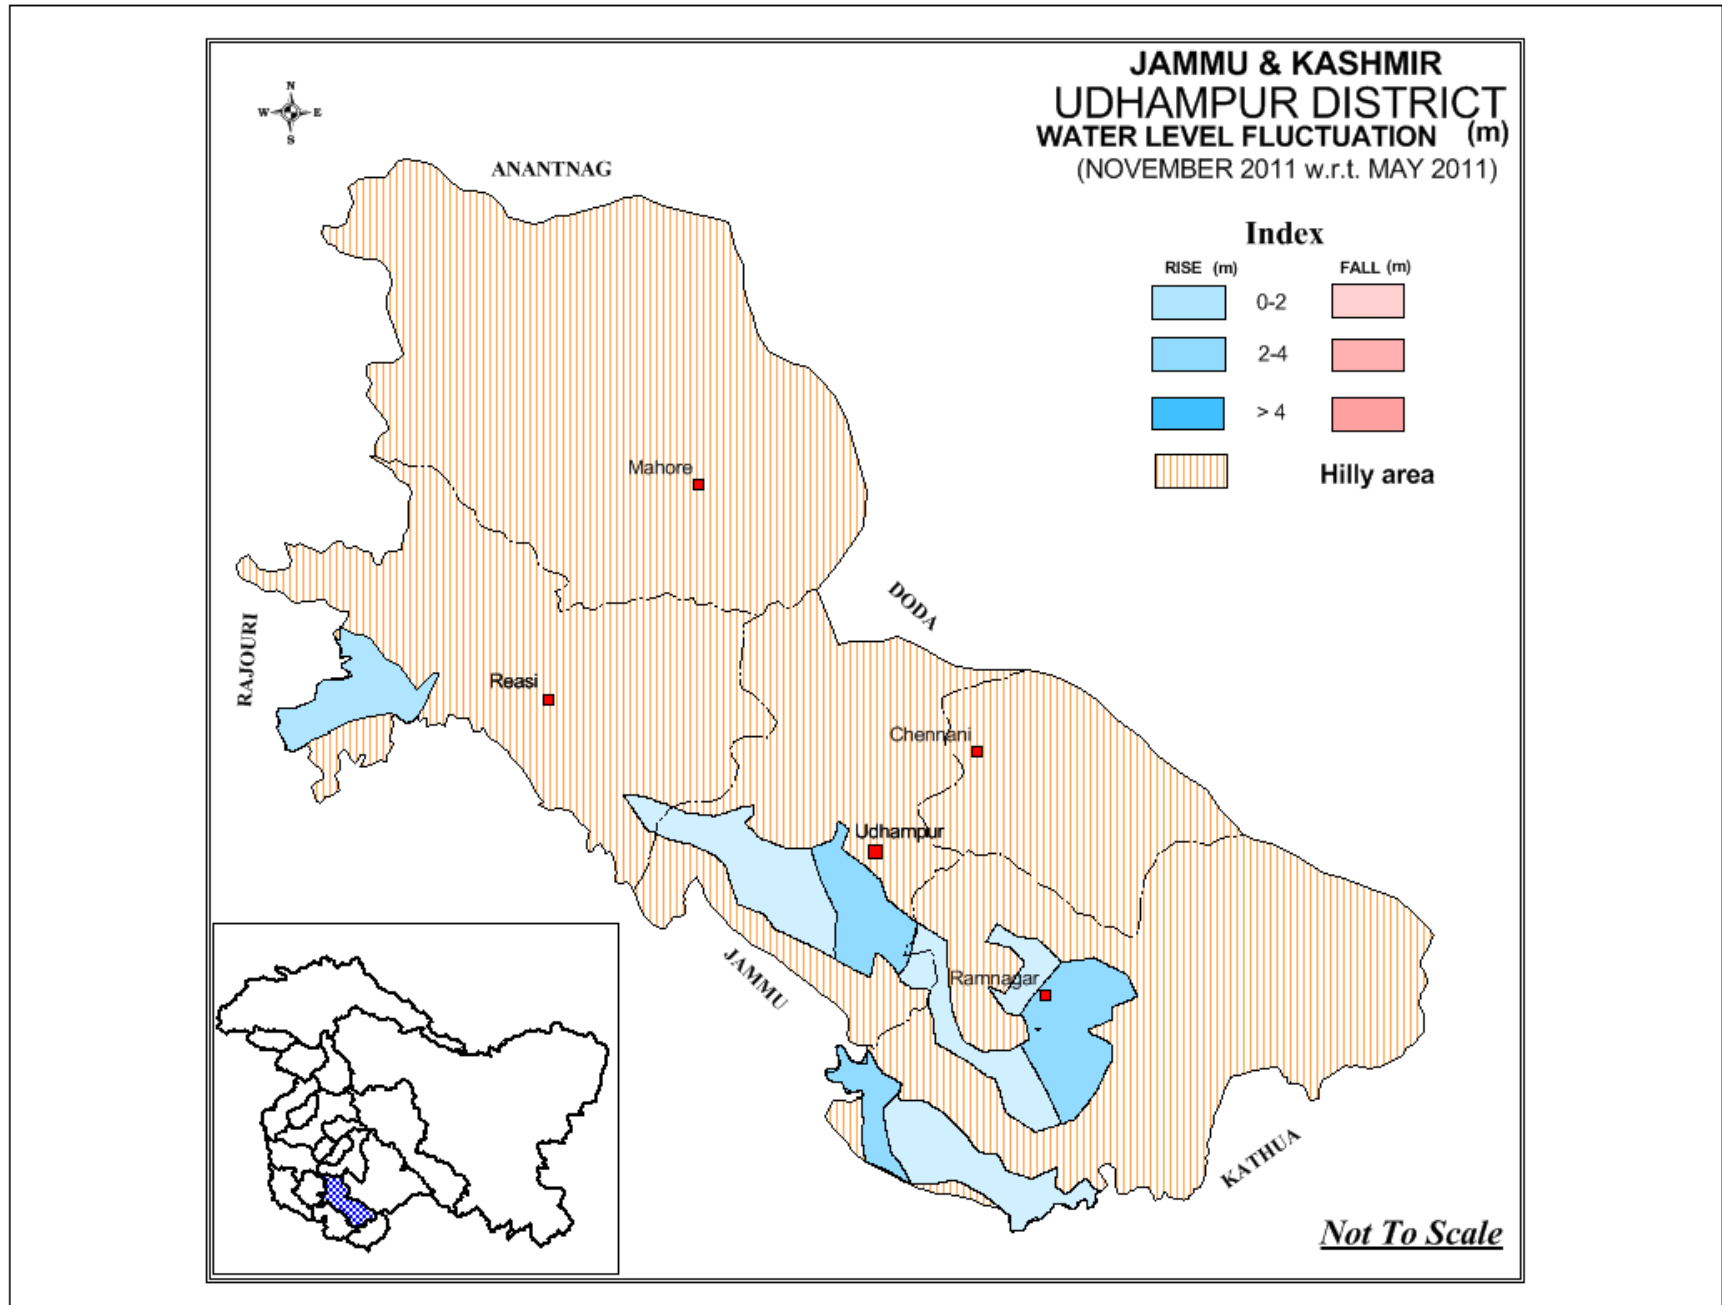 JAMMU & KASHMIR
UDHAMPUR DISTRICT
WATER LEVEL FLUCTUATION (m)
(NOVEMBER 2011 w.r.t. MAY 2011)
N
W E
S
ANANTNAG
Index
RISE (m) FALL (m)
0-2
2-4
> 4
Hilly area
Mahore
DODA
RAJOURI
Reasi
Chennani
Udhampur
Ramnagar
JAMMU
KATHUA
Not To Scale